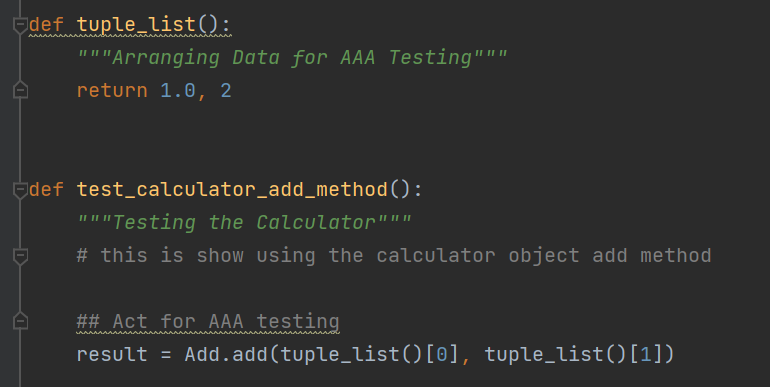 def tuple_list():
    """Arranging Data for AAA Testing"""
    return 1.0, 2
def test_calculator_add_method():
    """Testing the Calculator"""
    # this is show using the calculator object add method
    ## Act for AAA testing
    result = Add.add(tuple_list()[0], tuple_list()[1])